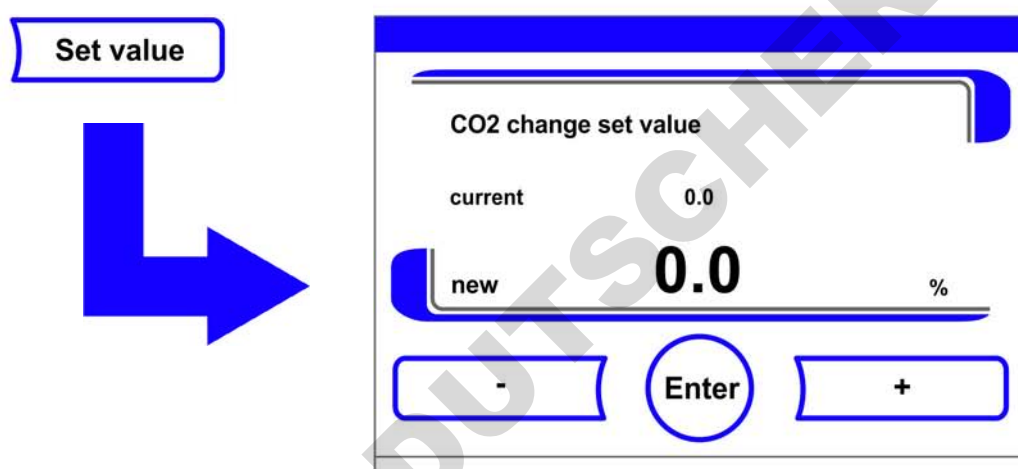 Set value
CO2 change set value
current 0.0
new 0.0 %
- Enter +
DUTSCHER